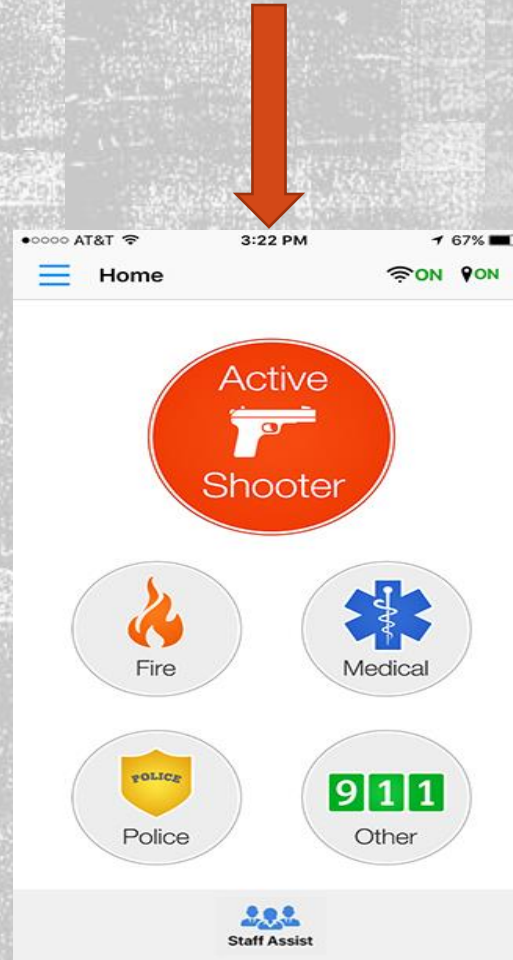 AT&T 3:22 PM 67%
Home ON ON
Active
Shooter
Fire Medical
POLICE 911
Police Other
Staff Assist